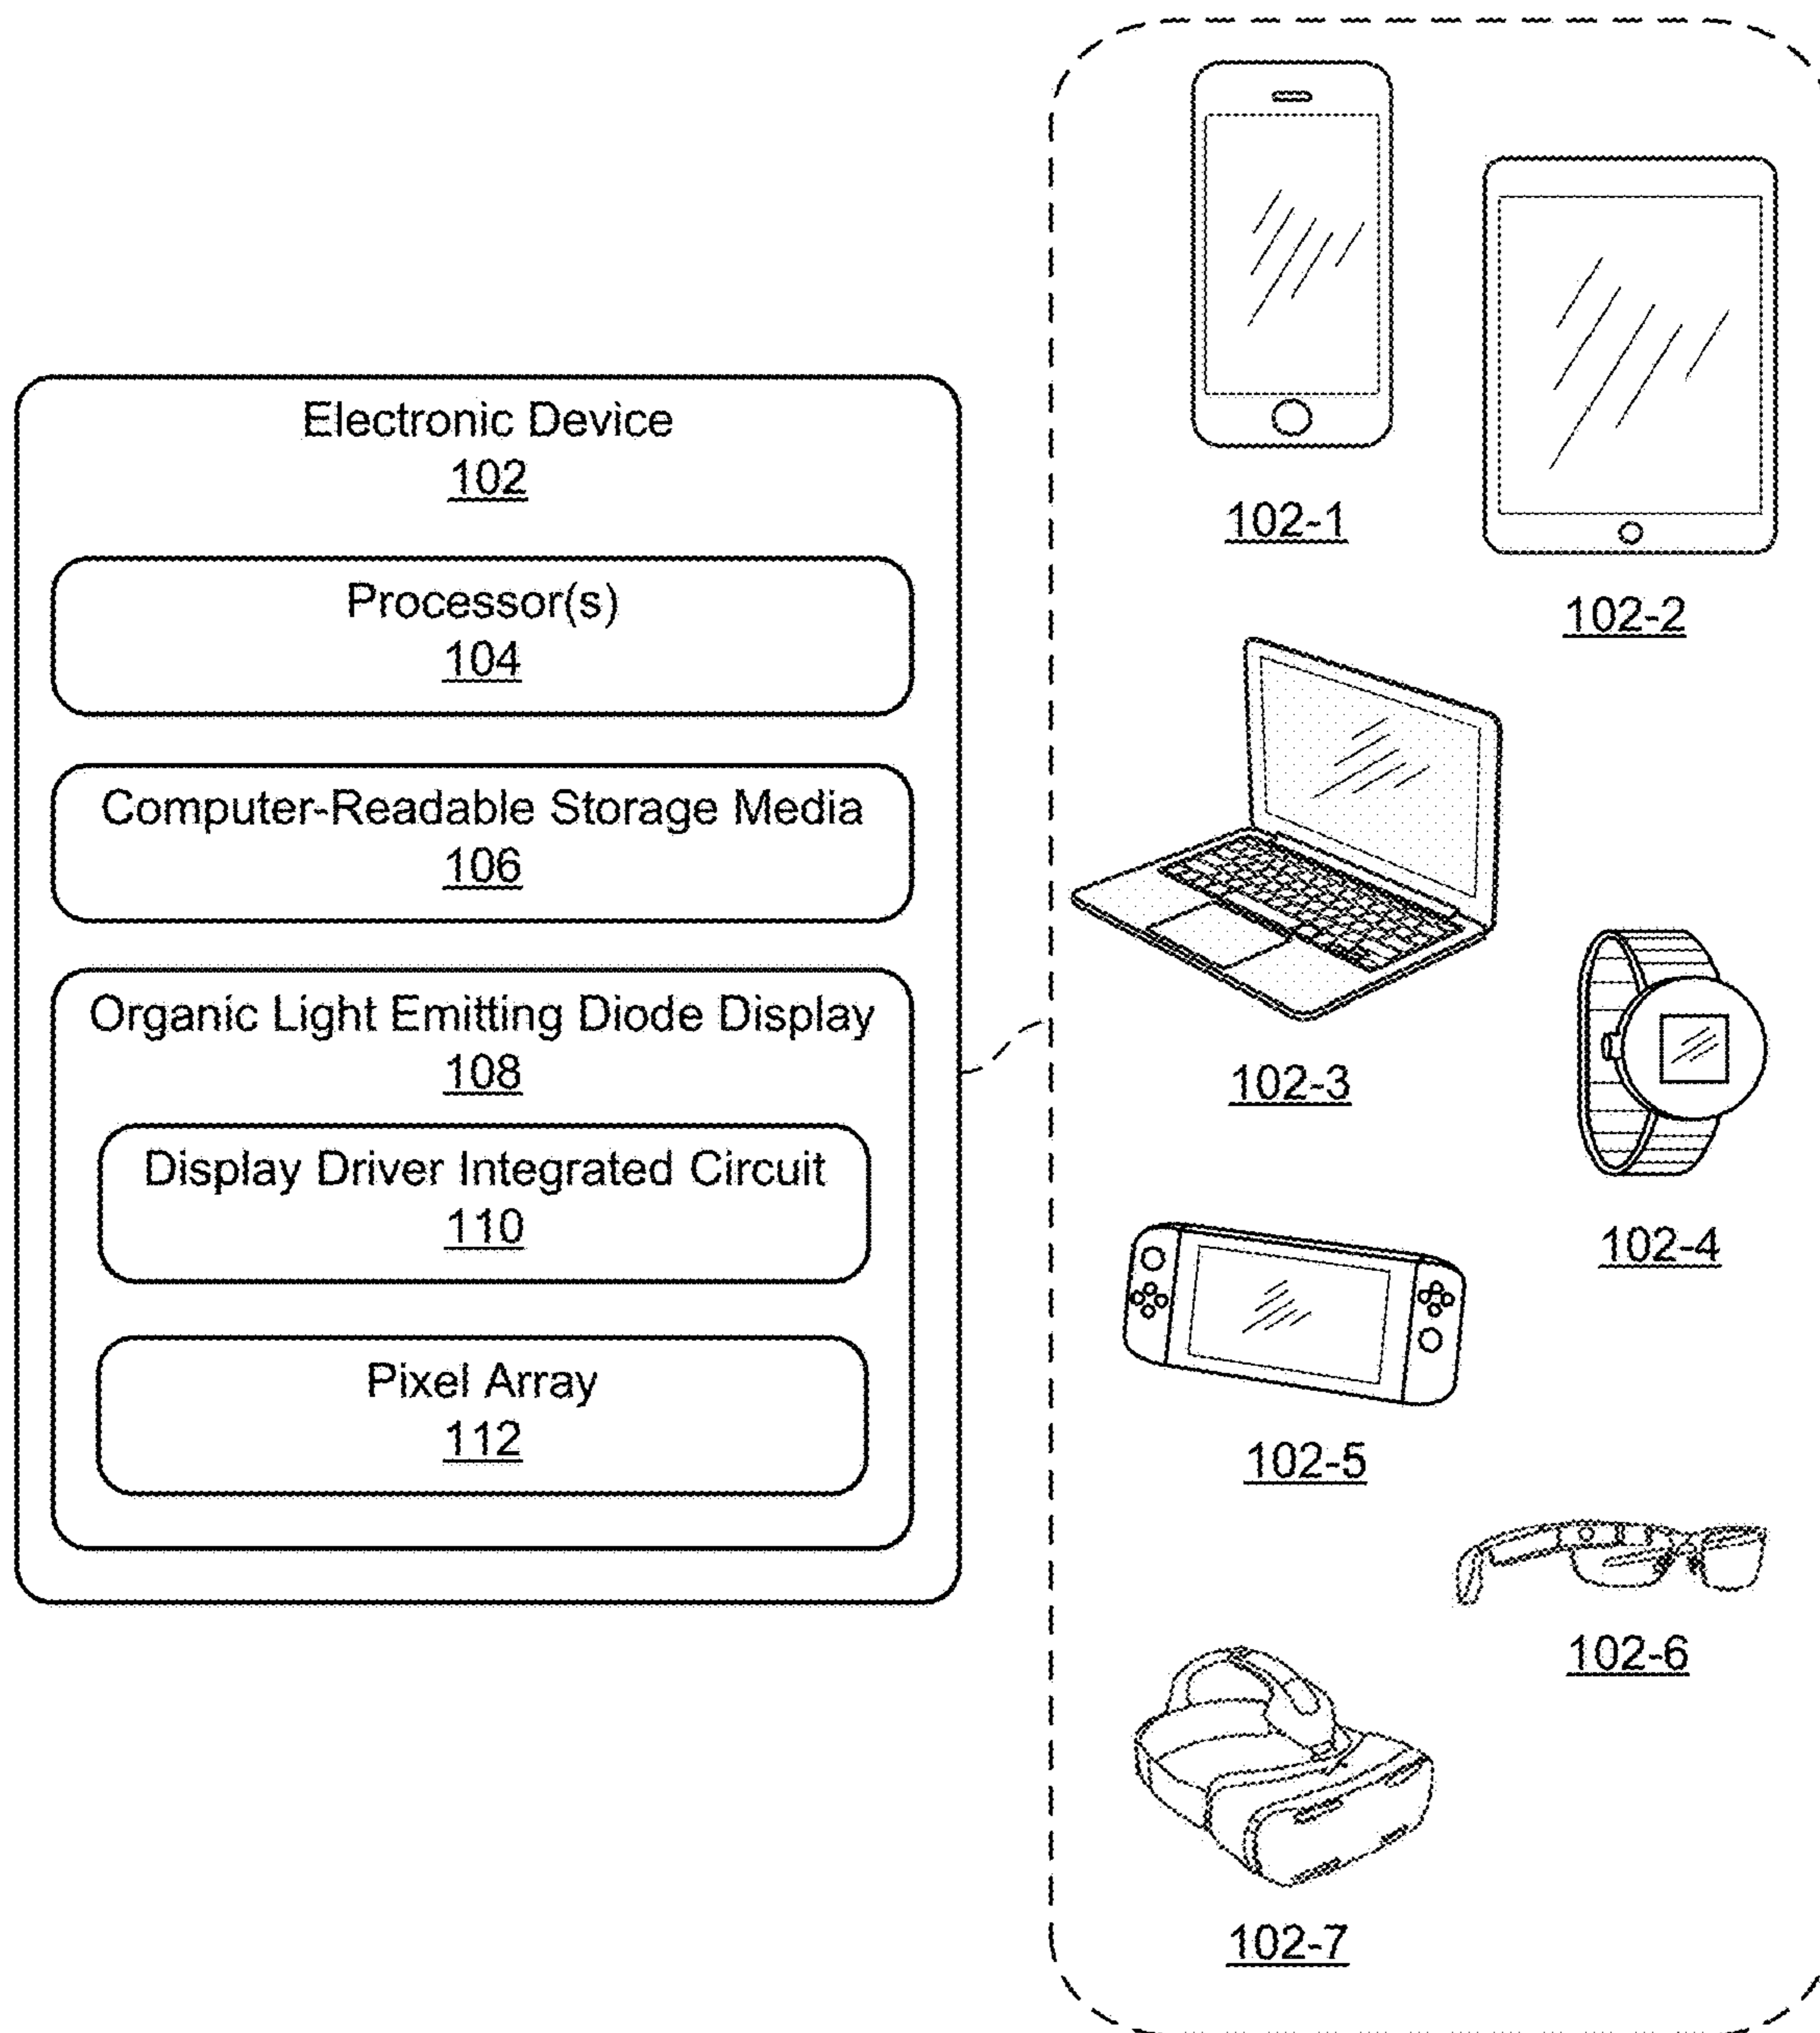 Electronic Device
102
Processor(s)
104
Computer-Readable Storage Media
106
Organic Light Emitting Diode Display
108
Display Driver Integrated Circuit
110
Pixel Array
112
102-1
102-2
102-3
102-4
102-5
102-6
102-7